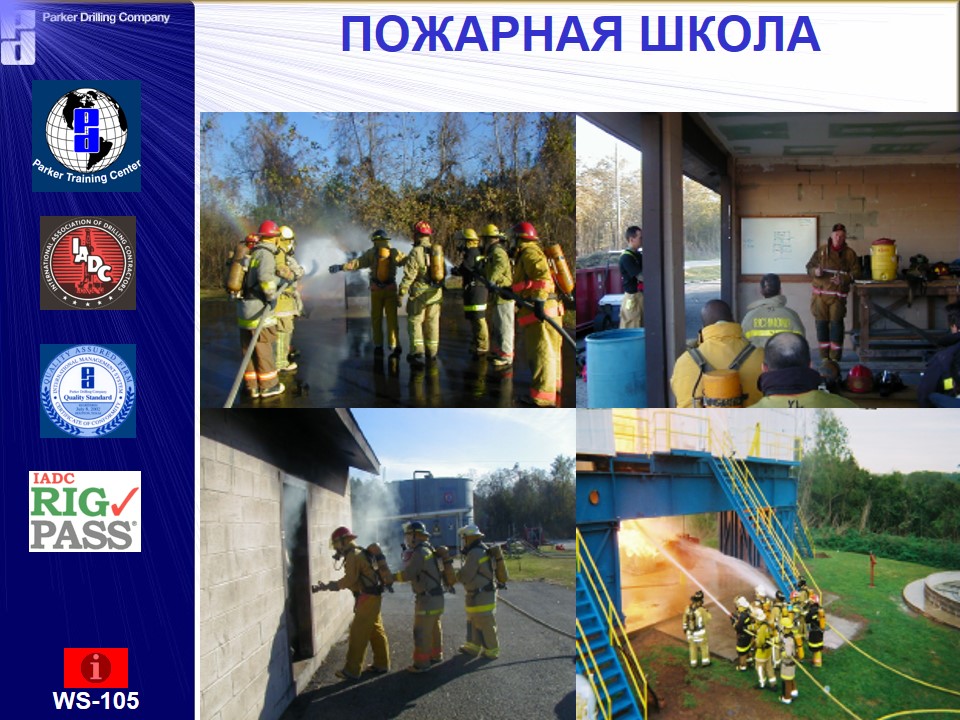 Parker Drilling Company
ПОЖАРНАЯ ШКОЛА
Parker Training Center
INTERNATIONAL ASSOCIATION OF DRILLING CONTRACTORS
IADC
QUALITY ASSURED FIRM
INTERNATIONAL MANAGEMENT SYSTEMS
Parker Drilling Company
Quality Standard
CERTIFICATE OF CONFORMITY
IADC
RIG
PASS®
RICHMOND
i
WS-105